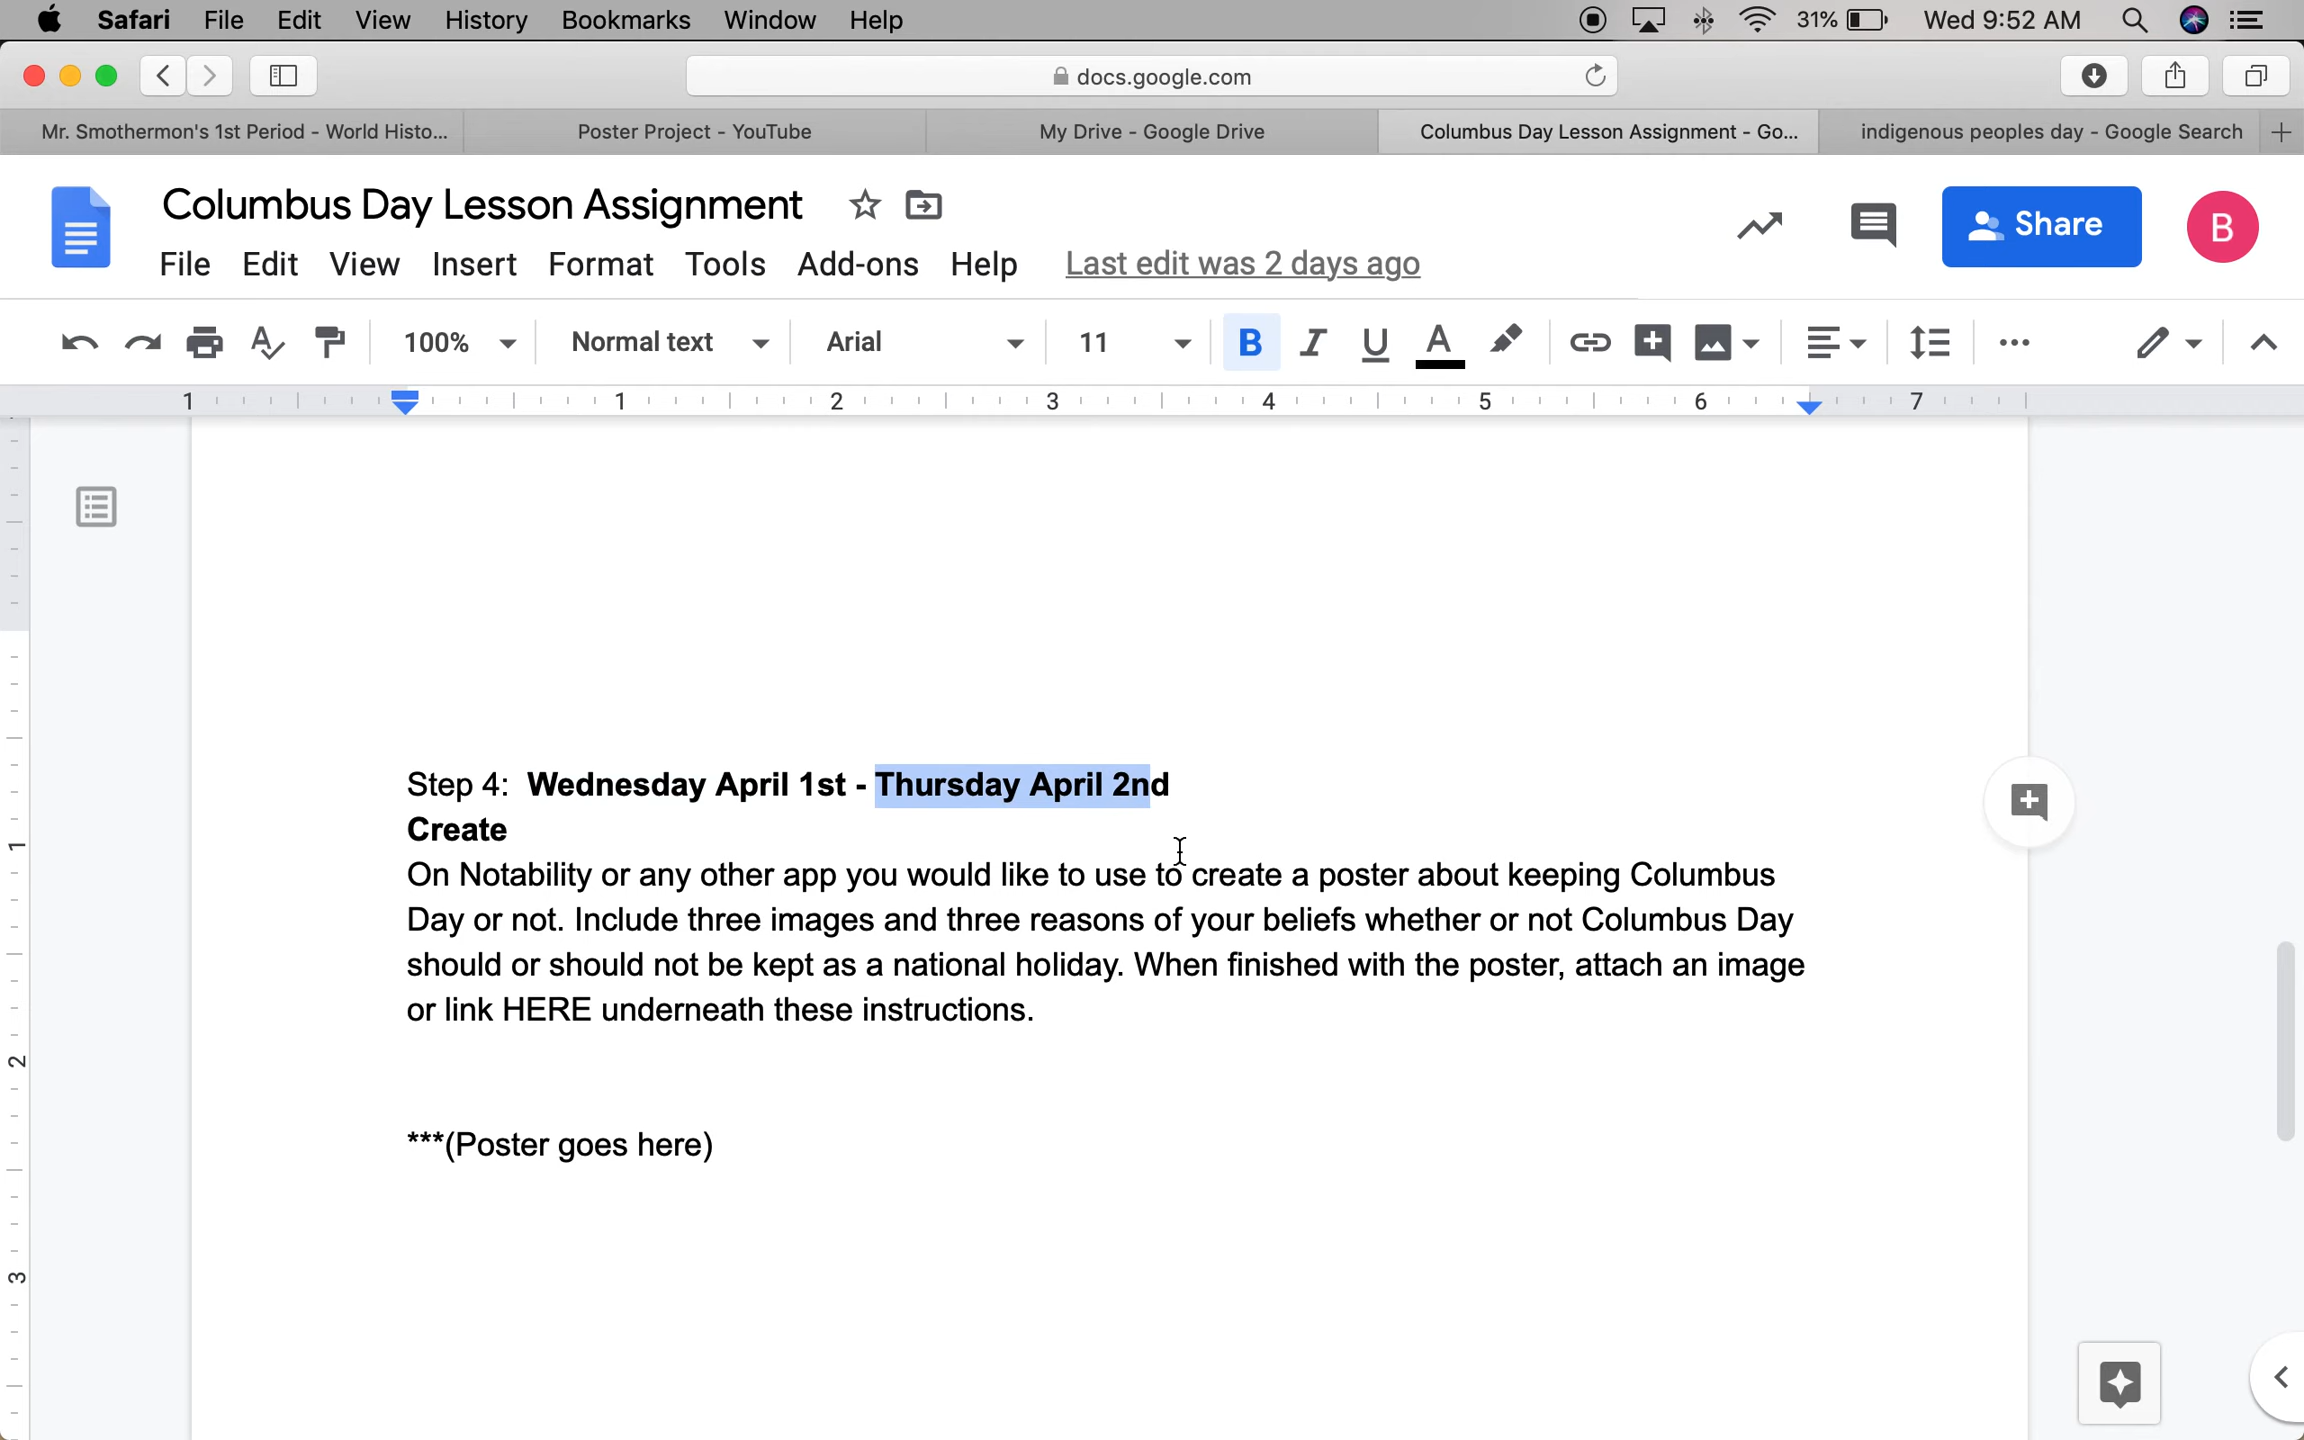 Safari File Edit View History Bookmarks Window Help 31% Wed 9:52 AM
docs.google.com
Mr. Smothermon's 1st Period - World Histo... Poster Project - YouTube My Drive - Google Drive Columbus Day Lesson Assignment - Go... indigenous peoples day - Google Search
Columbus Day Lesson Assignment
Share
B
File Edit View Insert Format Tools Add-ons Help Last edit was 2 days ago
100% Normal text Arial 11 B I U A
1 1 2 3 4 5 6 7
Step 4: Wednesday April 1st - Thursday April 2nd
Create
On Notability or any other app you would like to use to create a poster about keeping Columbus
Day or not. Include three images and three reasons of your beliefs whether or not Columbus Day
should or should not be kept as a national holiday. When finished with the poster, attach an image
or link HERE underneath these instructions.
***(Poster goes here)
1
2
3